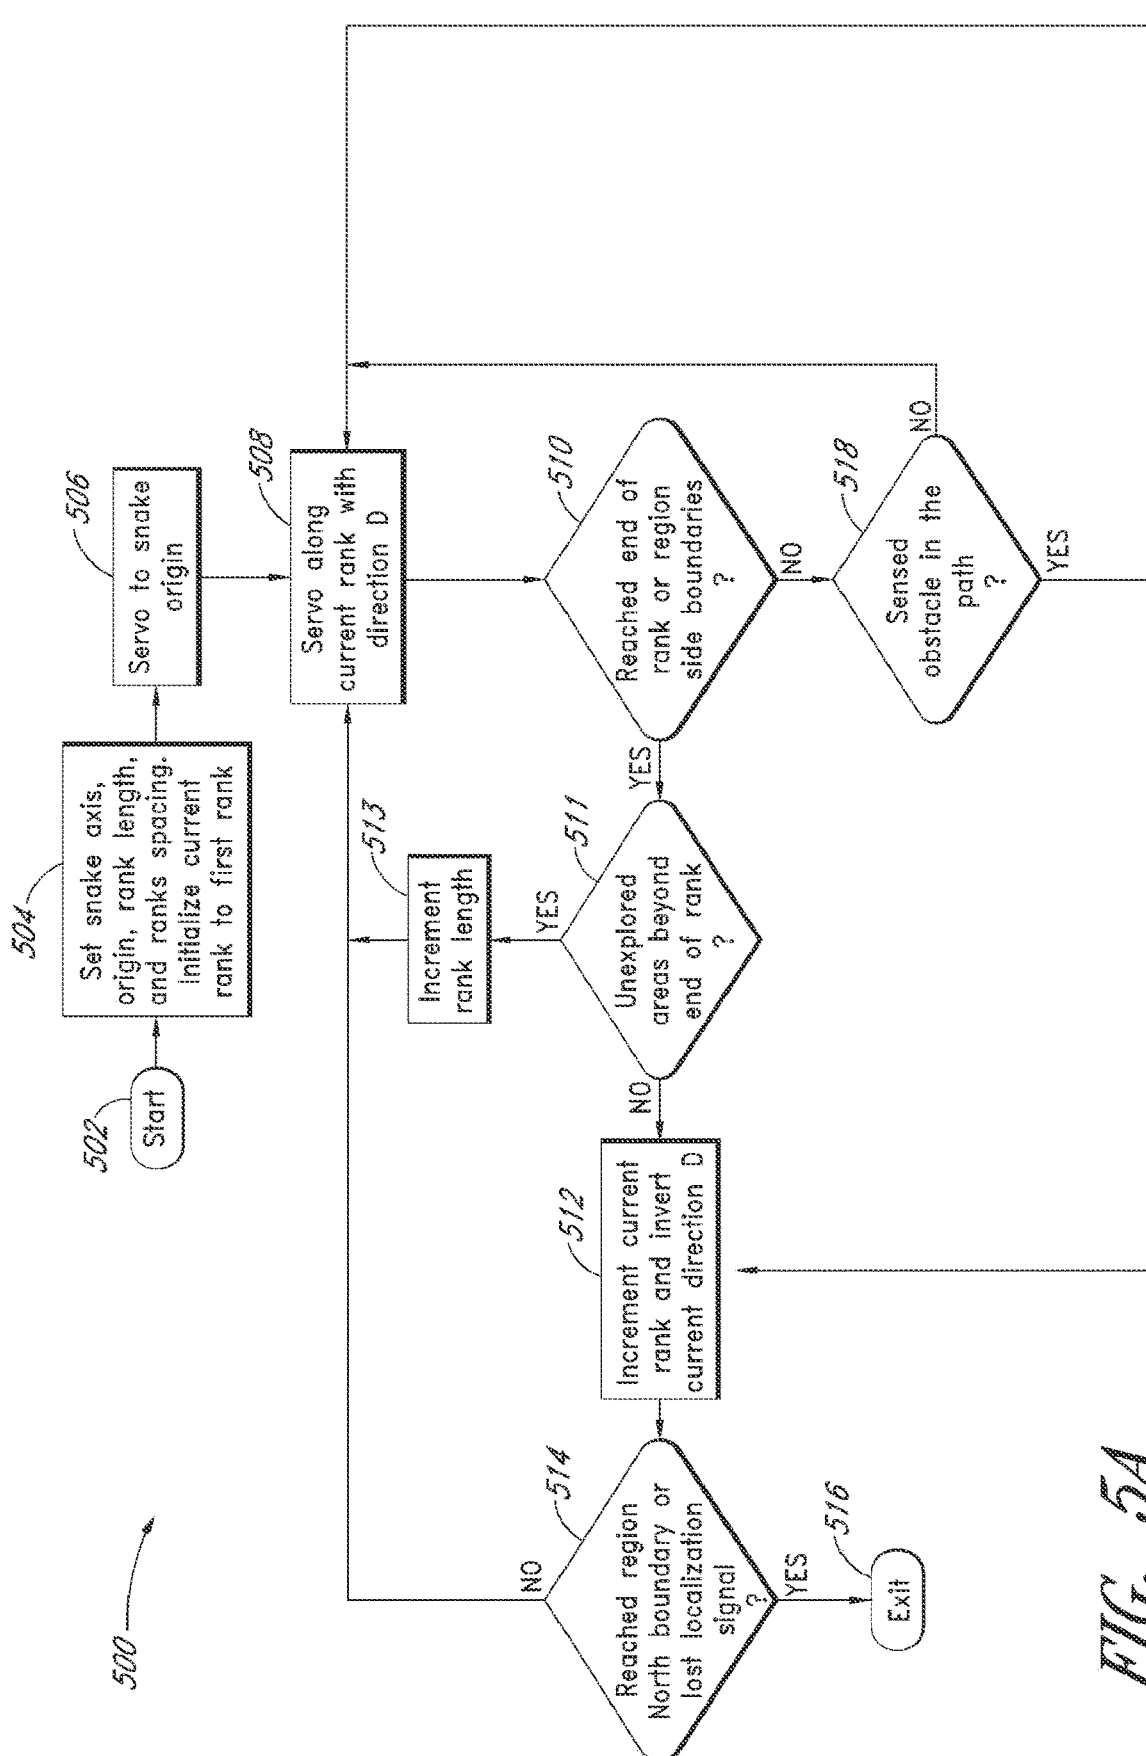 500
502
Start
504
Set snake axis,
origin, rank length,
and ranks spacing.
Initialize current
rank to first rank
506
Servo to snake
origin
508
Servo along
current rank with
direction D
510
Reached end of
rank or region
side boundaries
?
YES
NO
511
Unexplored
areas beyond
end of rank
?
YES
NO
513
Increment
rank length
512
Increment current
rank and invert
current direction D
514
Reached region
North boundary or
lost localization
signal
?
NO
YES
516
Exit
518
Sensed
obstacle in the
path
?
NO
YES
FIG. 5A